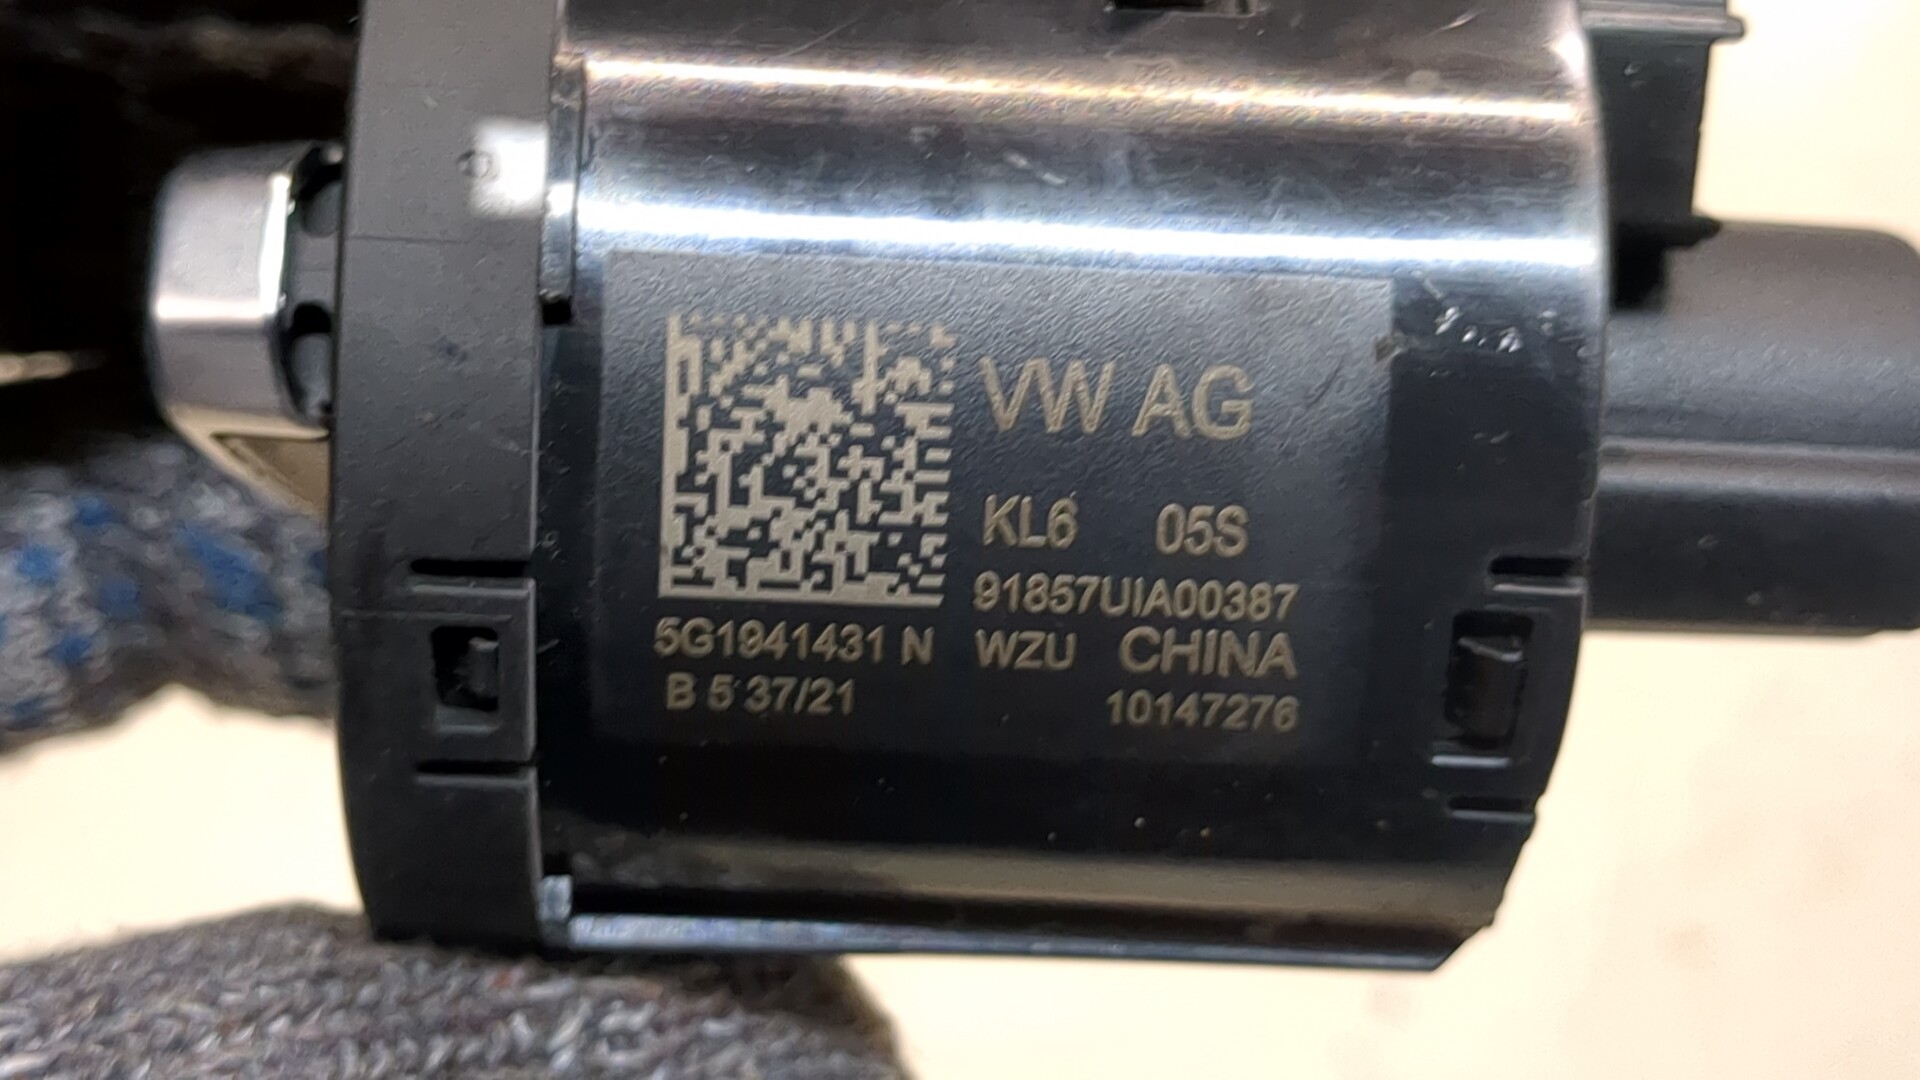 VW AG
KL6 05S
91857UIA00387
5G1941431 N WZU CHINA
B 5 37/21 10147276